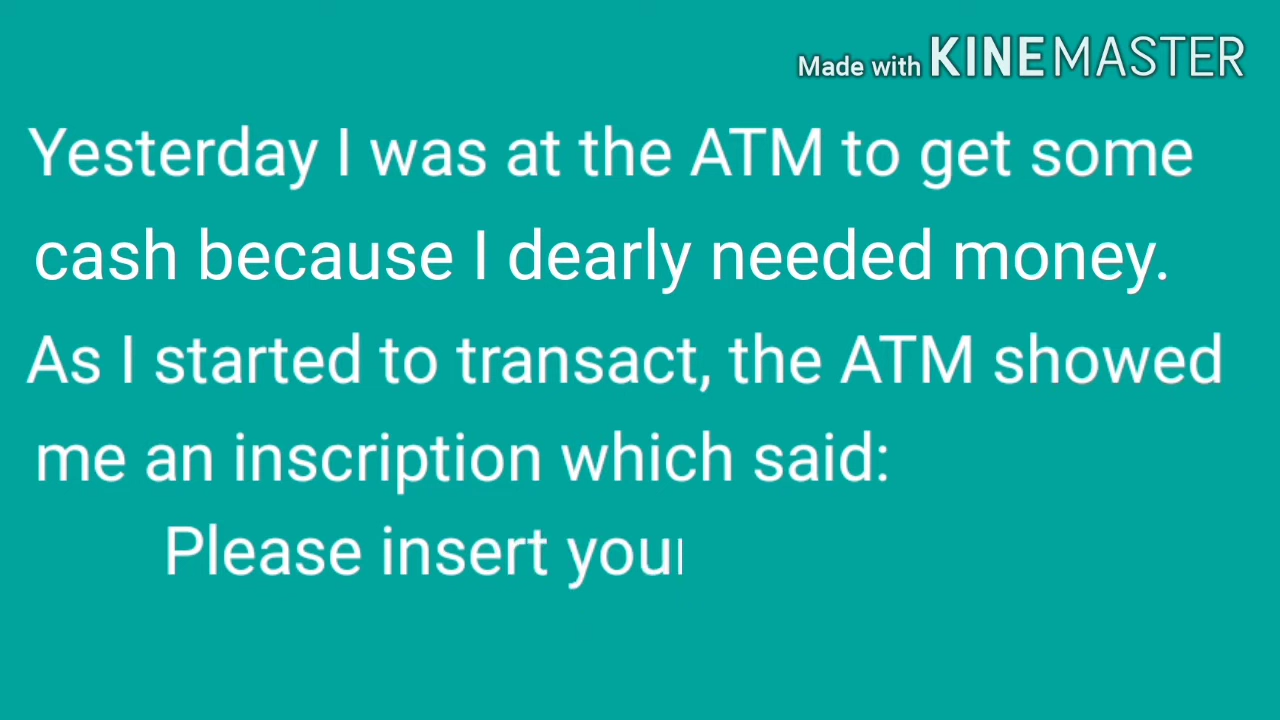 Made with KINEMASTER
Yesterday I was at the ATM to get some
cash because I dearly needed money.
As I started to transact, the ATM showed
me an inscription which said:
Please insert